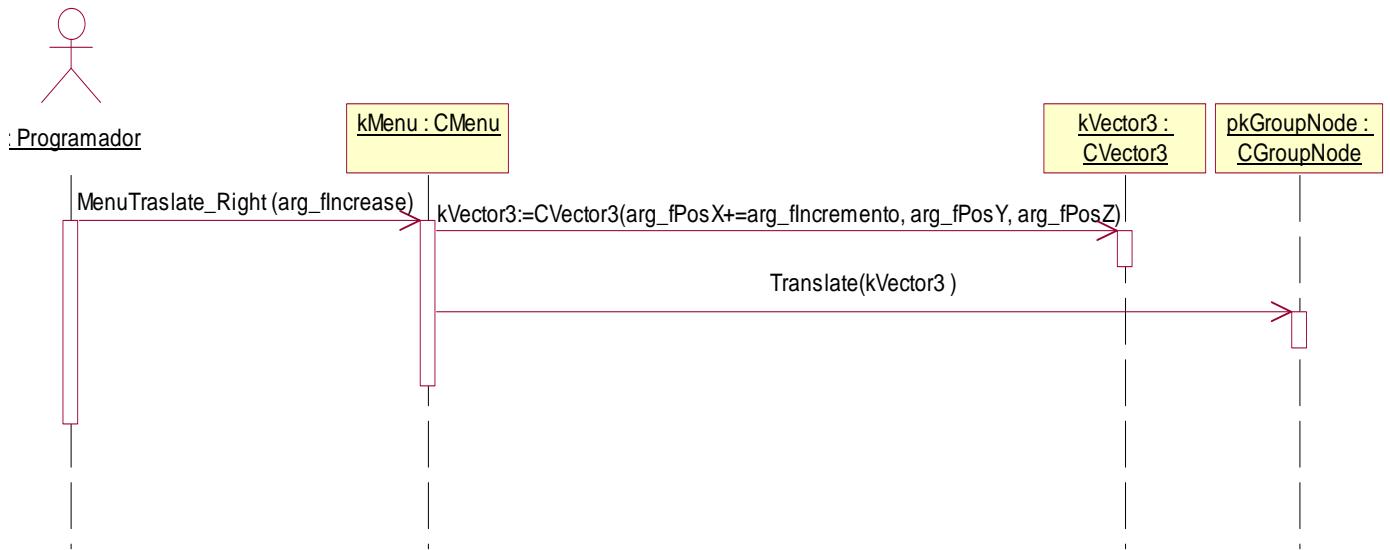 : Programador
kMenu : CMenu
kVector3 :
CVector3
pkGroupNode :
CGroupNode
MenuTraslate_Right (arg_fIncrease)
kVector3:=CVector3(arg_fPosX+=arg_fIncremento, arg_fPosY, arg_fPosZ)
Translate(kVector3 )